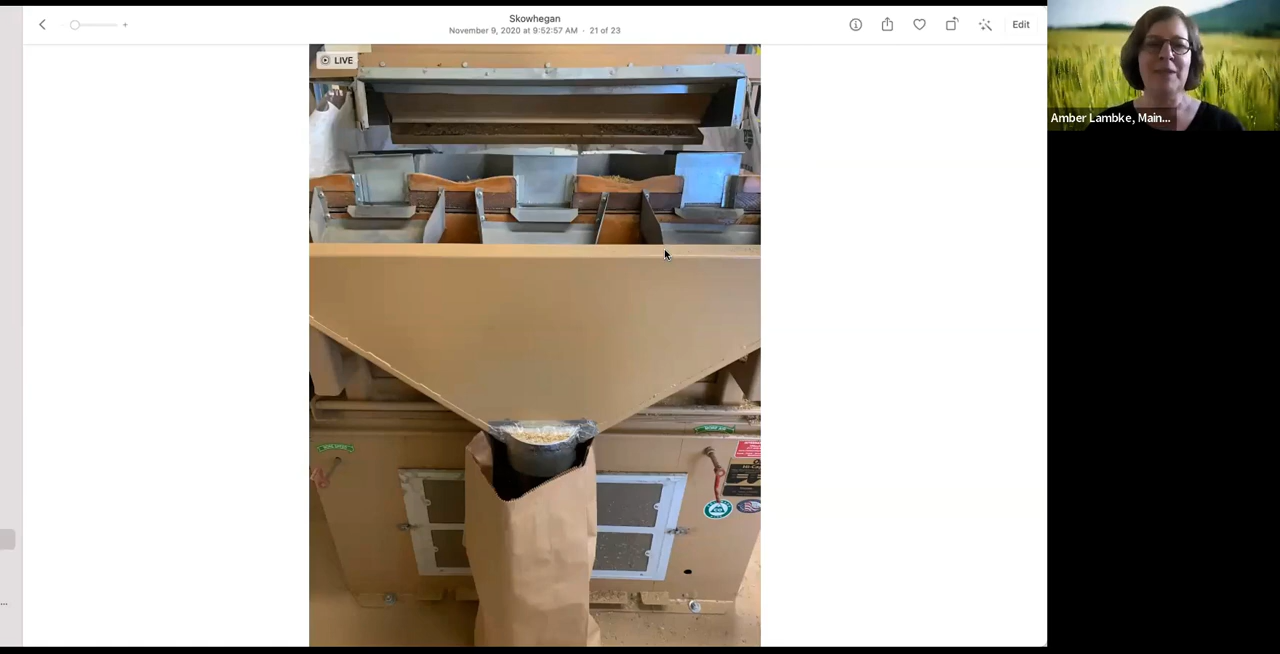 Skowhegan
November 9, 2020 at 9:52:57 AM · 21 of 23
Edit
LIVE
Amber Lambke, Main...